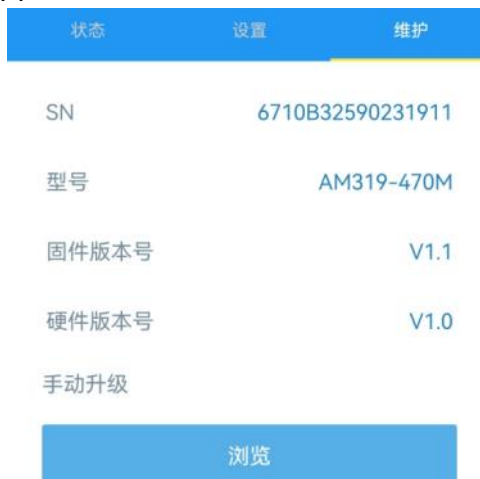 状态 设置 维护
SN 6710B32590231911
型号 AM319-470M
固件版本号 V1.1
硬件版本号 V1.0
手动升级
浏览